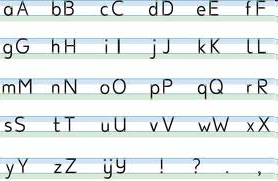 aA bB cC dD eE fF
gG hH iI jJ kK lL
mM nN oO pP qQ rR
sS tT uU vV wW xX
yY zZ ÿÿ ! ? . ,